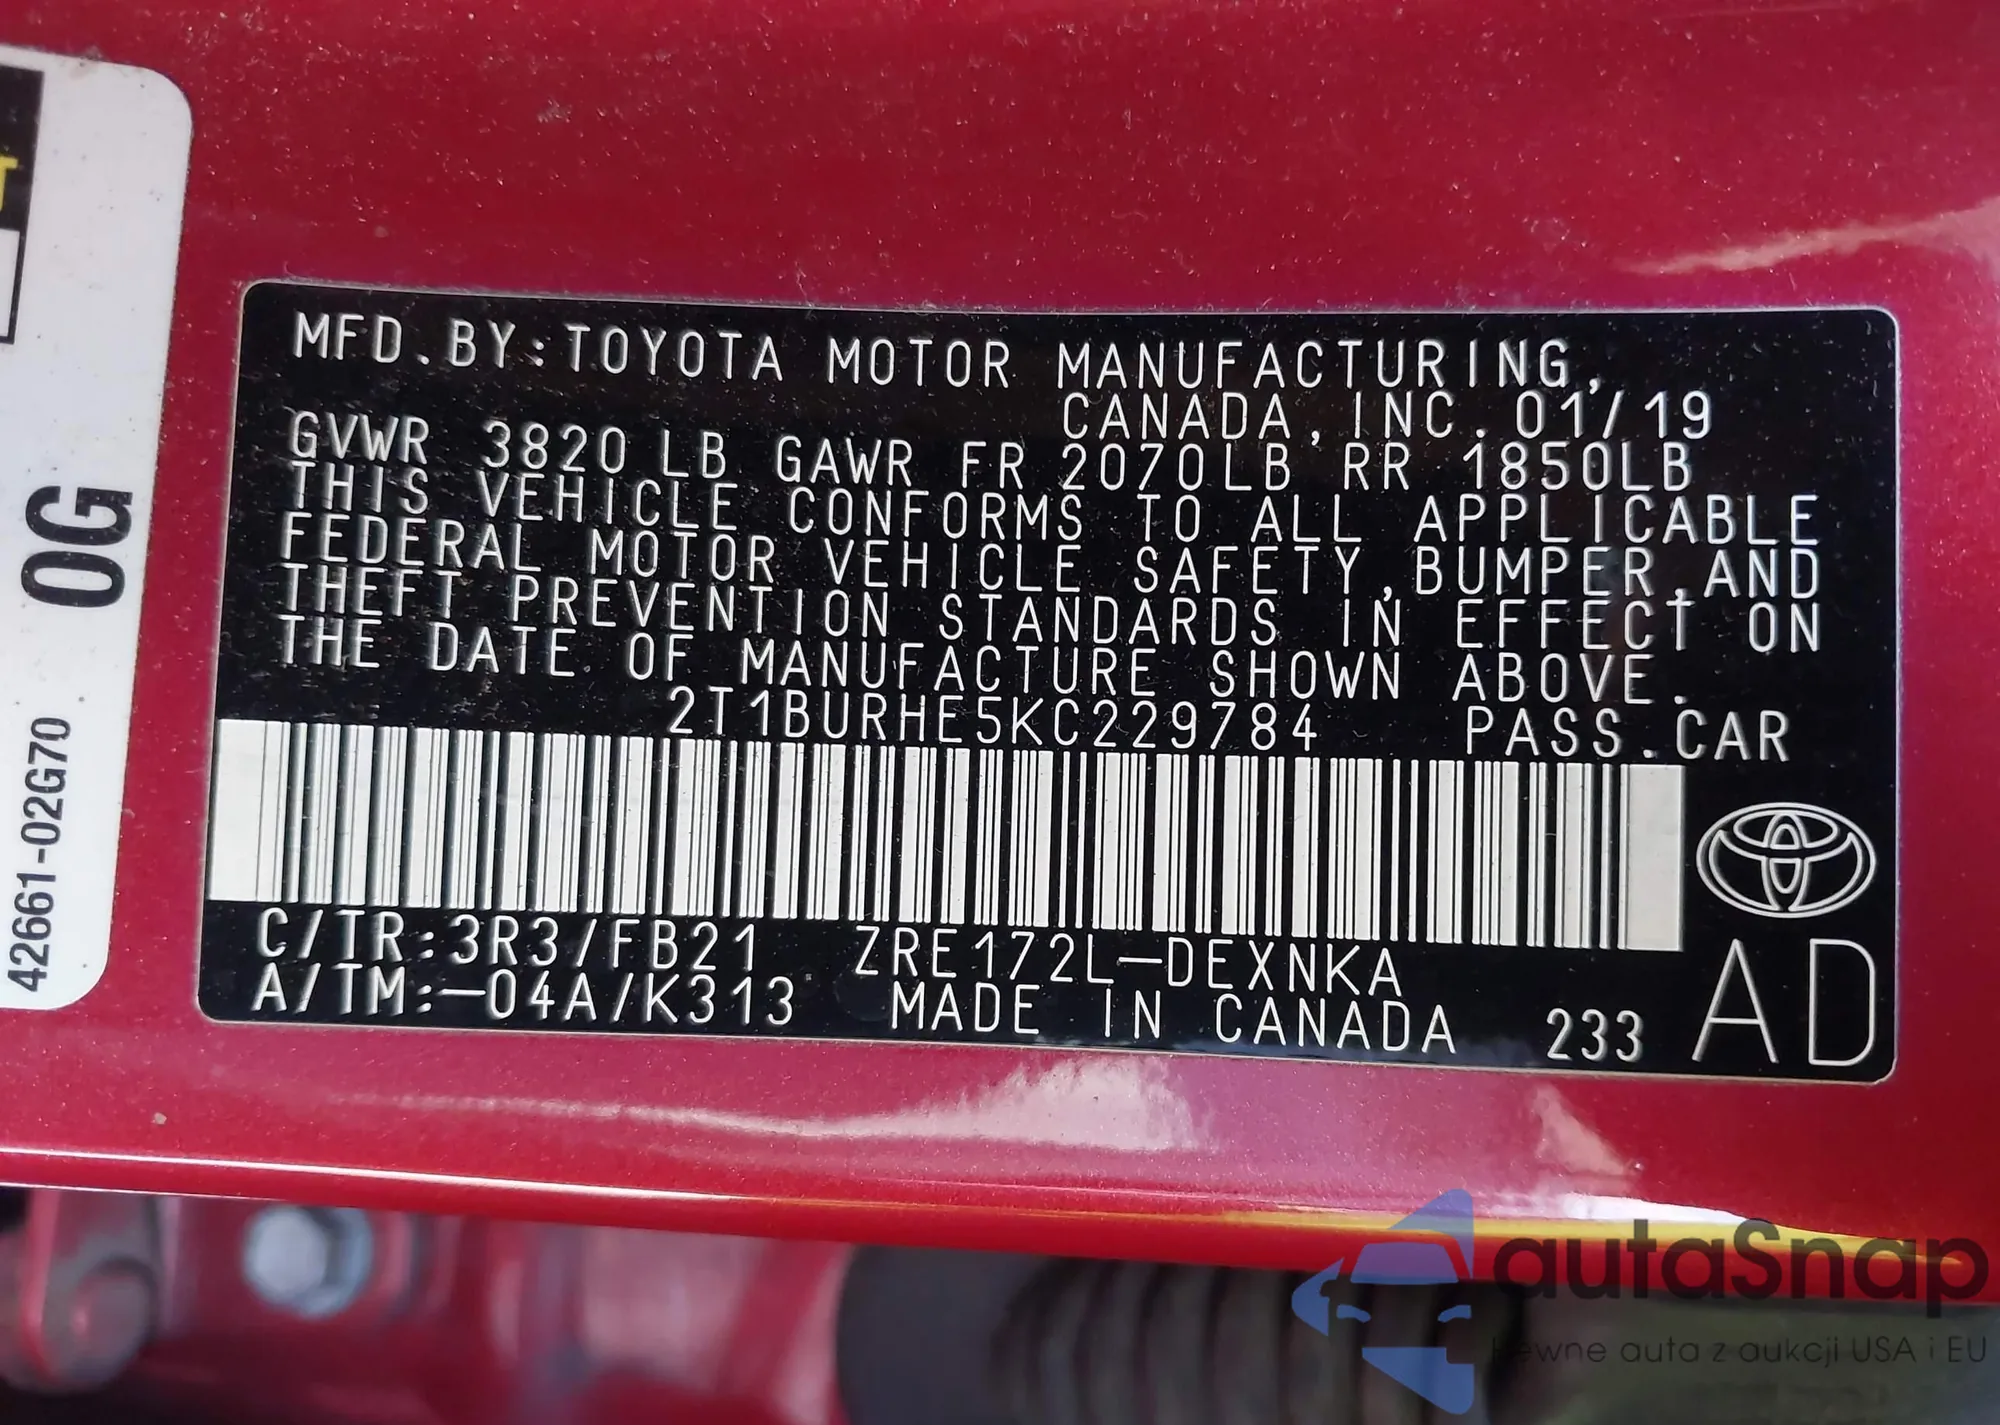 T
0G
42661-02G70
MFD.BY:TOYOTA MOTOR MANUFACTURING,
CANADA,INC.01/19
GVWR 3820 LB GAWR FR 2070LB RR 1850LB
THIS VEHICLE CONFORMS TO ALL APPLICABLE
FEDERAL MOTOR VEHICLE SAFETY,BUMPER,AND
THEFT PREVENTION STANDARDS IN EFFECT ON
THE DATE OF MANUFACTURE SHOWN ABOVE.
2T1BURHE5KC229784 PASS.CAR
C/TR:3R3/FB21 ZRE172L-DEXNKA
A/TM:-04A/K313 MADE IN CANADA 233 AD
autaSnap
Pewne auta z aukcji USA i EU